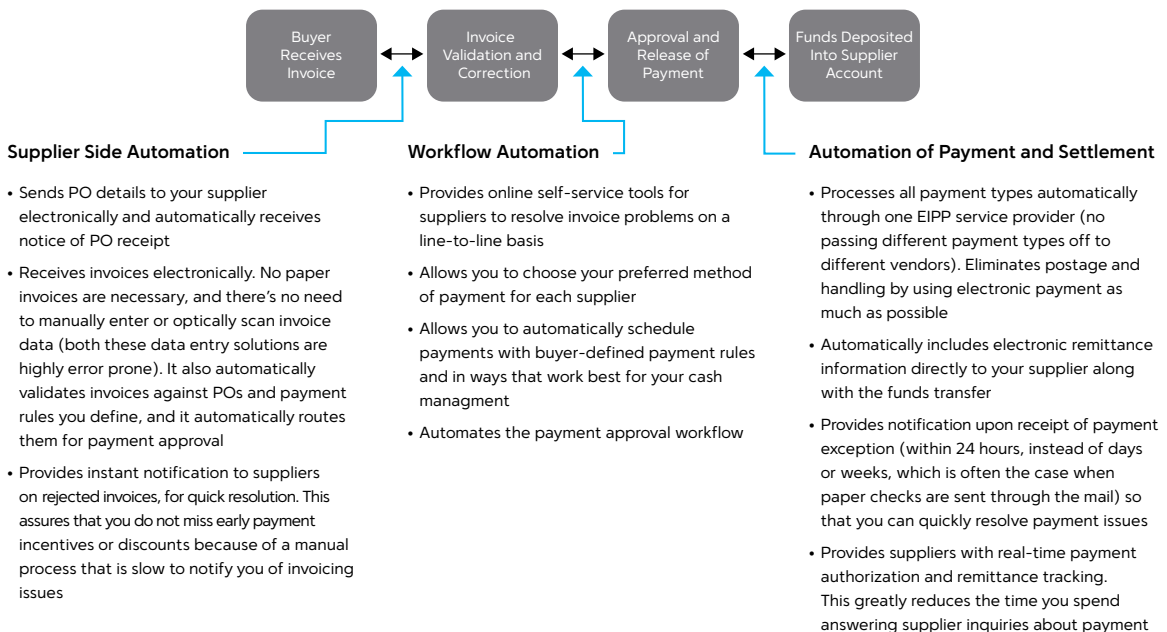 Buyer
Receives
Invoice
Invoice
Validation and
Correction
Approval and
Release of
Payment
Funds Deposited
Into Supplier
Account
Supplier Side Automation
• Sends PO details to your supplier
electronically and automatically receives
notice of PO receipt
• Receives invoices electronically. No paper
invoices are necessary, and there’s no need
to manually enter or optically scan invoice
data (both these data entry solutions are
highly error prone). It also automatically
validates invoices against POs and payment
rules you define, and it automatically routes
them for payment approval
• Provides instant notification to suppliers
on rejected invoices, for quick resolution. This
assures that you do not miss early payment
incentives or discounts because of a manual
process that is slow to notify you of invoicing
issues
Workflow Automation
• Provides online self-service tools for
suppliers to resolve invoice problems on a
line-to-line basis
• Allows you to choose your preferred method
of payment for each supplier
• Allows you to automatically schedule
payments with buyer-defined payment rules
and in ways that work best for your cash
managment
• Automates the payment approval workflow
Automation of Payment and Settlement
• Processes all payment types automatically
through one EIPP service provider (no
passing different payment types off to
different vendors). Eliminates postage and
handling by using electronic payment as
much as possible
• Automatically includes electronic remittance
information directly to your supplier along
with the funds transfer
• Provides notification upon receipt of payment
exception (within 24 hours, instead of days
or weeks, which is often the case when
paper checks are sent through the mail) so
that you can quickly resolve payment issues
• Provides suppliers with real-time payment
authorization and remittance tracking.
This greatly reduces the time you spend
answering supplier inquiries about payment